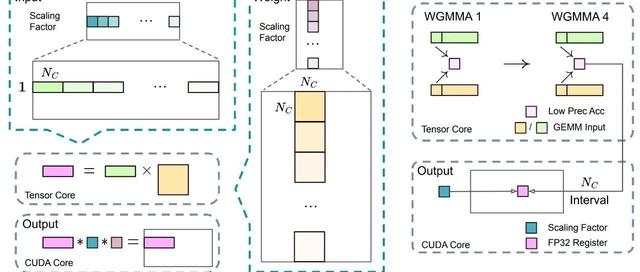 Input
Scaling
Factor
...
N_C
1
...
=
×
Tensor Core
Output
* * =
CUDA Core
Weight
Scaling
Factor
...
N_C
N_C
...
WGMMA 1
WGMMA 4
Low Prec Acc
/
GEMM Input
Tensor Core
Output
N_C
Interval
Scaling Factor
FP32 Register
CUDA Core